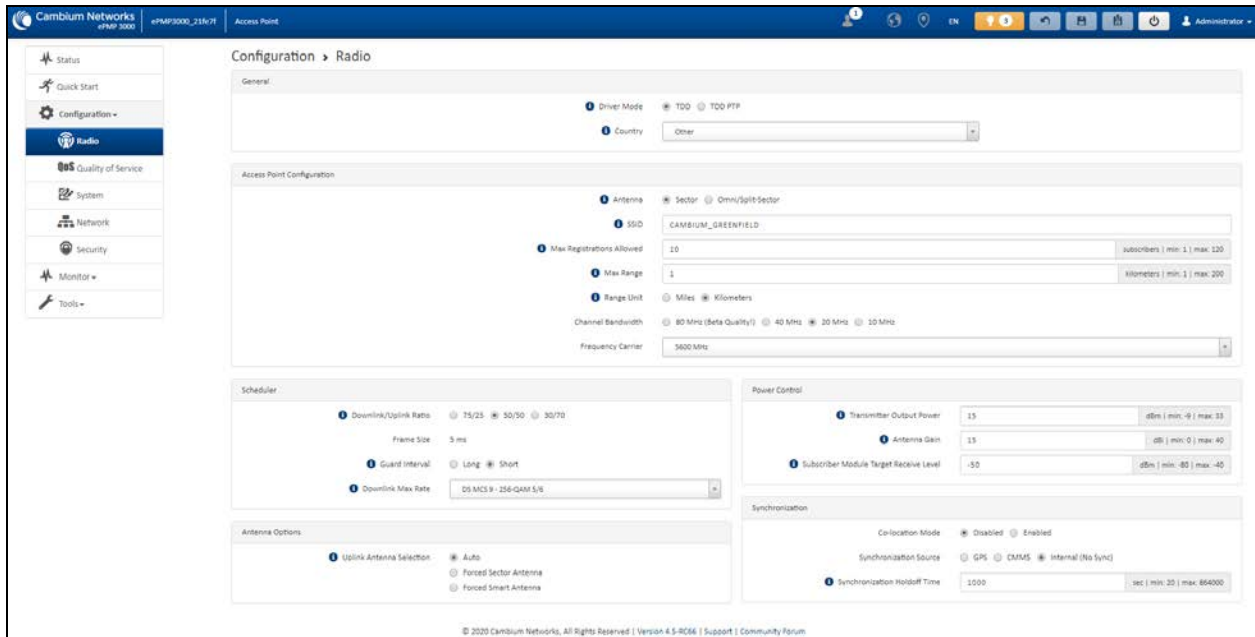 Cambium Networks
ePMP 3000
ePMP3000_21fe7f
Access Point
1
EN
3
Administrator
Status
Quick Start
Configuration
Radio
QoS Quality of Service
System
Network
Security
Monitor
Tools
Configuration > Radio
General
Driver Mode TDD TDD PTP
Country Other
Access Point Configuration
Antenna Sector Omni/Split-Sector
SSID CAMBIUM_GREENFIELD
Max Registrations Allowed 10 subscribers | min: 1 | max: 120
Max Range 1 kilometers | min: 1 | max: 200
Range Unit Miles Kilometers
Channel Bandwidth 80 MHz (Beta Quality!) 40 MHz 20 MHz 10 MHz
Frequency Carrier 5600 MHz
Scheduler
Downlink/Uplink Ratio 75/25 50/50 30/70
Frame Size 5 ms
Guard Interval Long Short
Downlink Max Rate DS MCS 9 - 256-QAM 5/6
Antenna Options
Uplink Antenna Selection Auto
Forced Sector Antenna
Forced Smart Antenna
Power Control
Transmitter Output Power 15 dBm | min: -9 | max: 33
Antenna Gain 15 dBi | min: 0 | max: 40
Subscriber Module Target Receive Level -50 dBm | min: -80 | max: -40
Synchronization
Co-location Mode Disabled Enabled
Synchronization Source GPS CMM5 Internal (No Sync)
Synchronization Holdoff Time 1000 sec | min: 20 | max: 864000
© 2020 Cambium Networks, All Rights Reserved | Version 4.5-RC66 | Support | Community Forum